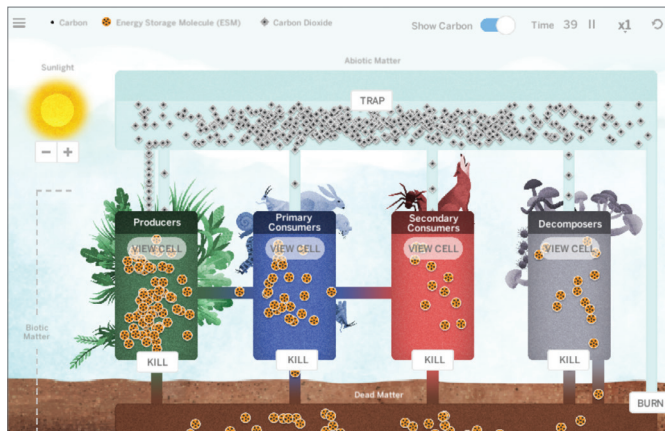 Carbon Energy Storage Molecule (ESM) Carbon Dioxide Show Carbon Time 39 x1
Abiotic Matter
Sunlight
TRAP
Producers
Primary
Consumers
Secondary
Consumers
Decomposers
VIEW CELL VIEW CELL VIEW CELL VIEW CELL
Biotic
Matter
KILL KILL KILL KILL
Dead Matter
BURN